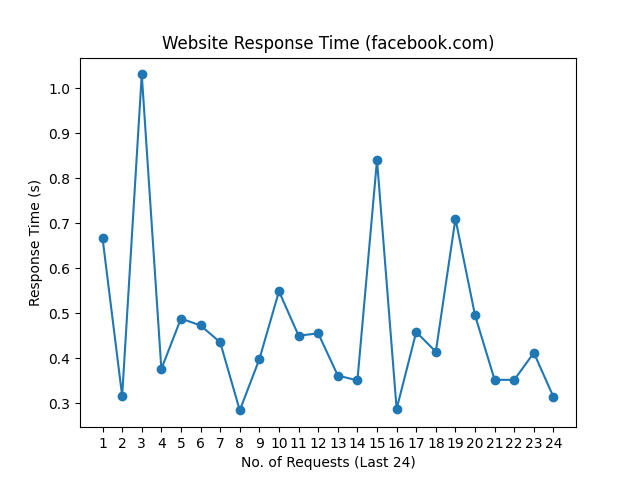 Website Response Time (facebook.com)
1.0
0.9
0.8
0.7
0.6
0.5
0.4
0.3
Response Time (s)
1 2 3 4 5 6 7 8 9 10 11 12 13 14 15 16 17 18 19 20 21 22 23 24
No. of Requests (Last 24)